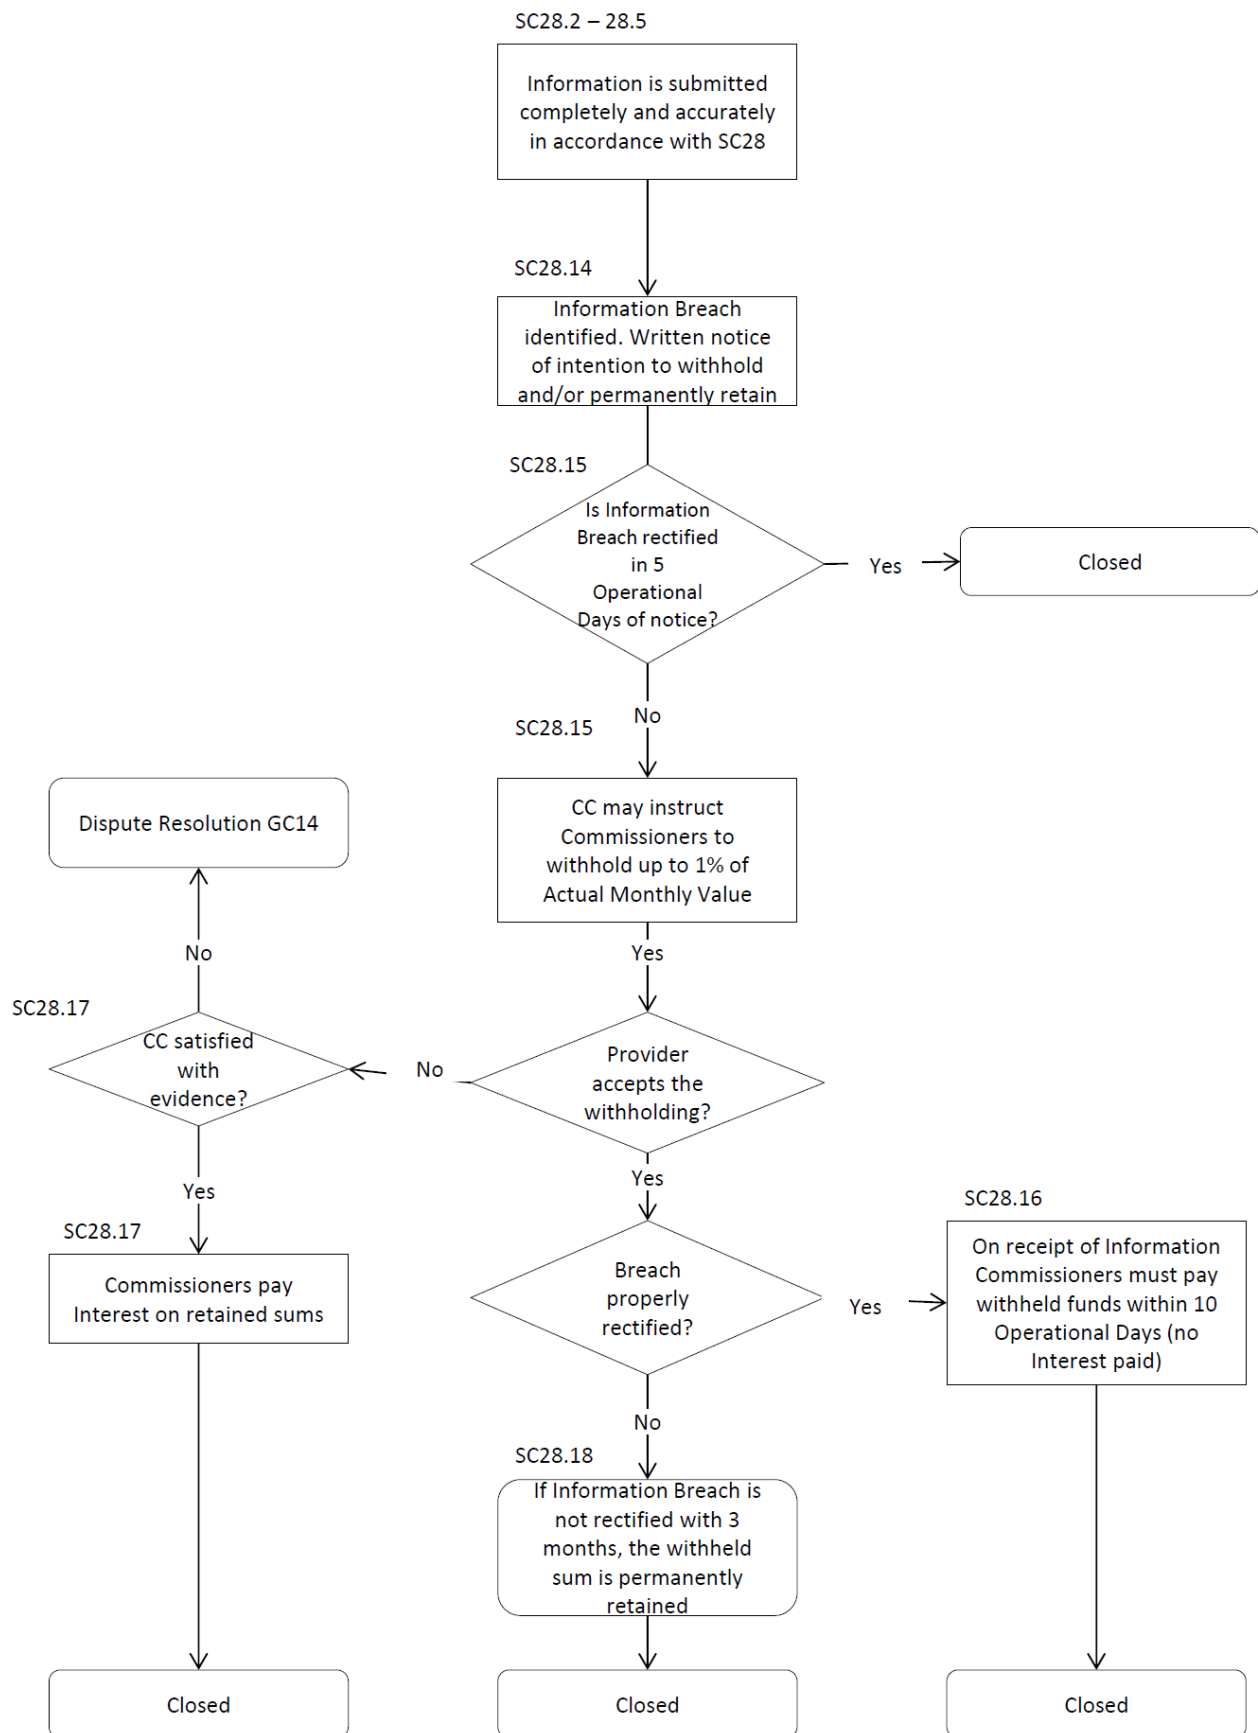 SC28.2 – 28.5
Information is submitted
completely and accurately
in accordance with SC28
SC28.14
Information Breach
identified. Written notice
of intention to withhold
and/or permanently retain
SC28.15
Is Information
Breach rectified
in 5
Operational
Days of notice?
Yes
Closed
No
SC28.15
CC may instruct
Commissioners to
withhold up to 1% of
Actual Monthly Value
Dispute Resolution GC14
No
Yes
SC28.17
CC satisfied
with
evidence?
No
Provider
accepts the
withholding?
Yes
Yes
SC28.17
Commissioners pay
Interest on retained sums
Breach
properly
rectified?
Yes
SC28.16
On receipt of Information
Commissioners must pay
withheld funds within 10
Operational Days (no
Interest paid)
No
SC28.18
If Information Breach is
not rectified with 3
months, the withheld
sum is permanently
retained
Closed
Closed
Closed